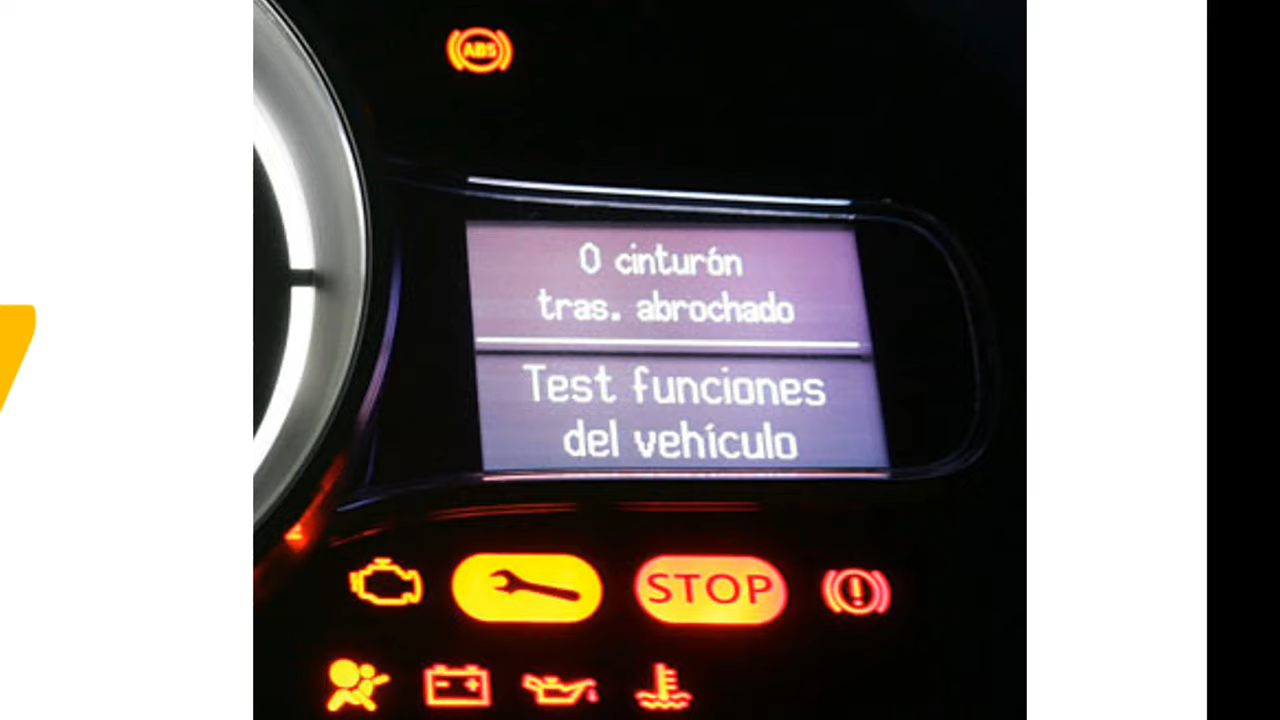 ABS
0 cinturón
tras. abrochado
Test funciones
del vehículo
STOP